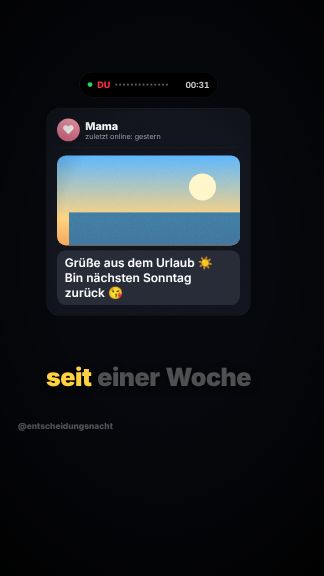 DU 00:31
Mama
zuletzt online: gestern
Grüße aus dem Urlaub ☀️
Bin nächsten Sonntag
zurück 😘
seit einer Woche
@entscheidungsnacht